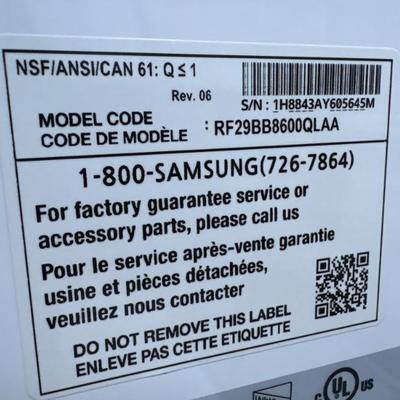 NSF/ANSI/CAN 61: Q ≤ 1
Rev. 06
S/N : 1H8843AY605645M
MODEL CODE
CODE DE MODÈLE : RF29BB8600QLAA
1-800-SAMSUNG(726-7864)
For factory guarantee service or
accessory parts, please call us
Pour le service après-vente garantie
usine et pièces détachées,
veuillez nous contacter
DO NOT REMOVE THIS LABEL
ENLEVE PAS CETTE ETIQUETTE
C UL US